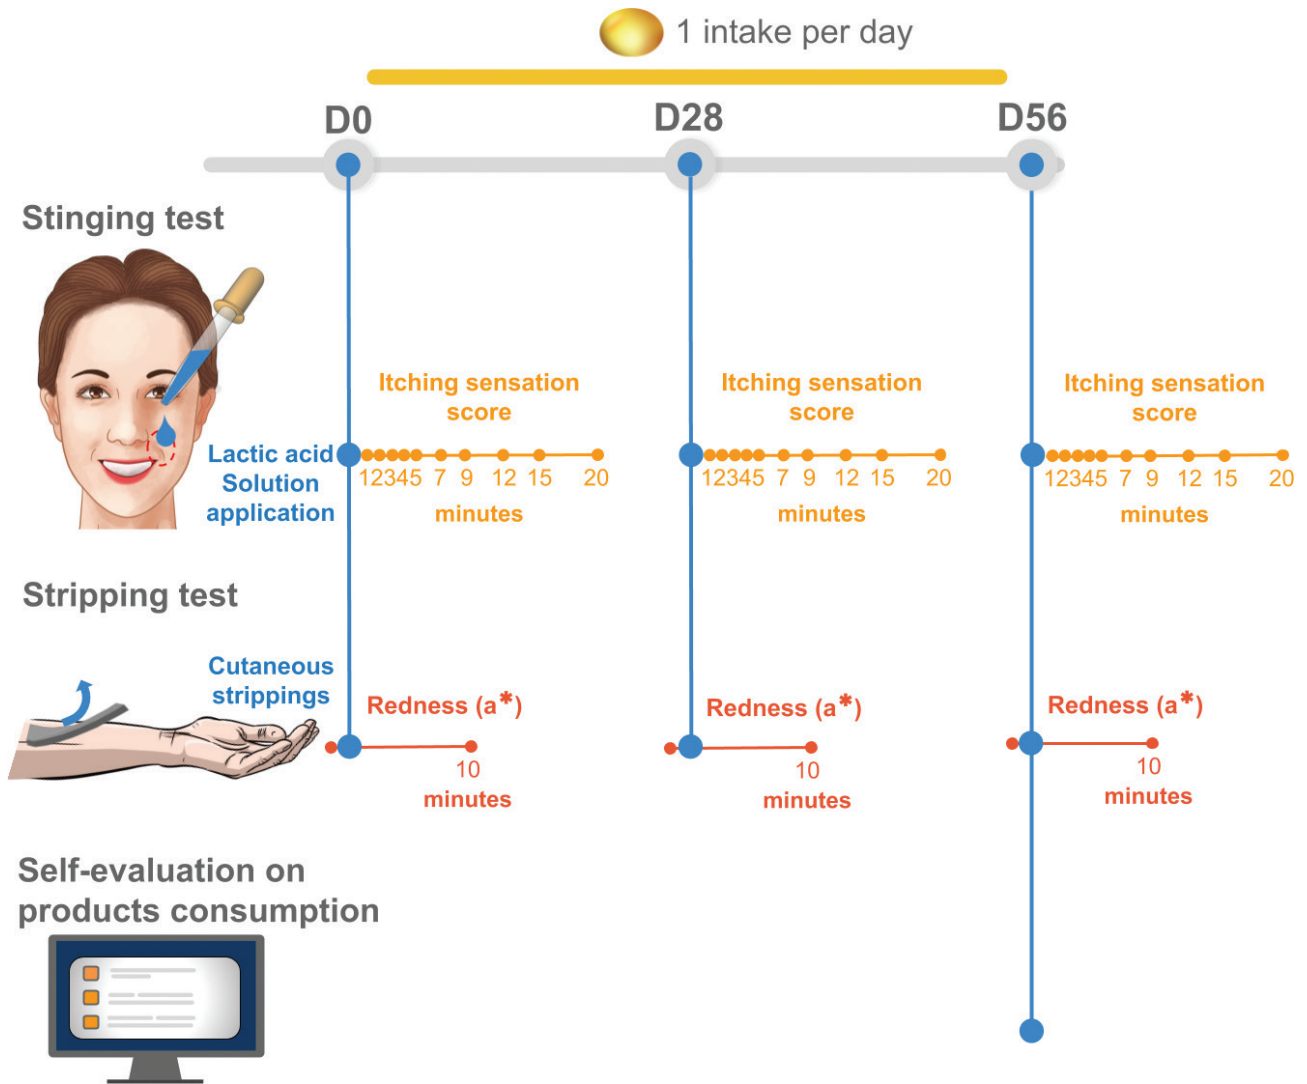 1 intake per day
D0
D28
D56
Stinging test
Itching sensation
score
Itching sensation
score
Itching sensation
score
Lactic acid
Solution
application
12345 7 9 12 15 20
minutes
12345 7 9 12 15 20
minutes
12345 7 9 12 15 20
minutes
Stripping test
Cutaneous
strippings
Redness (a*)
10
minutes
Redness (a*)
10
minutes
Redness (a*)
10
minutes
Self-evaluation on
products consumption